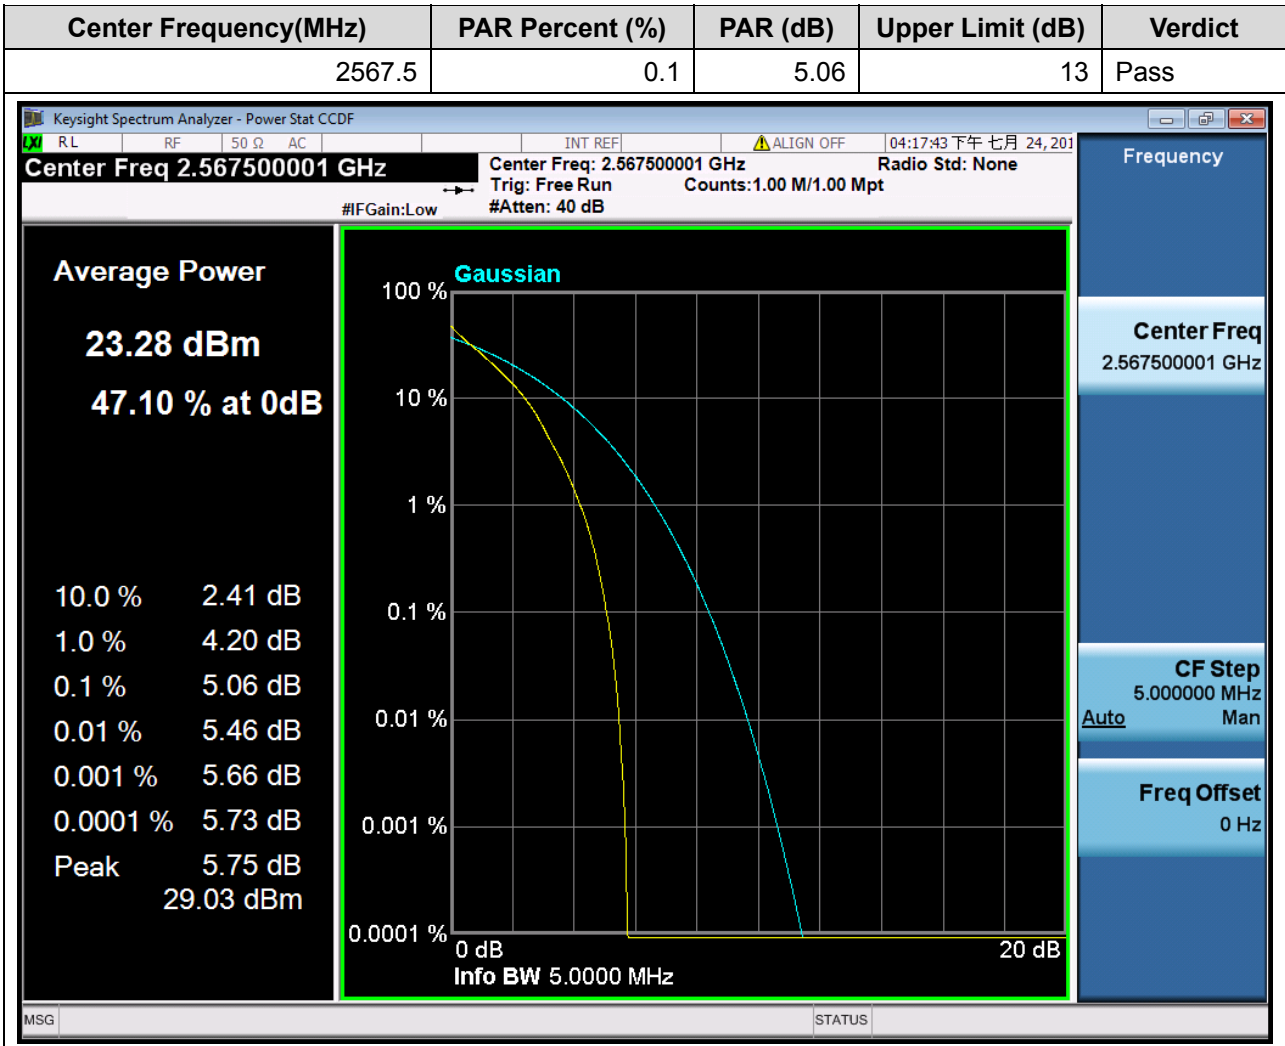 Center Frequency(MHz) PAR Percent (%) PAR (dB) Upper Limit (dB) Verdict
2567.5 0.1 5.06 13 Pass
Keysight Spectrum Analyzer - Power Stat CCDF
LXI RL RF 50 Ω AC INT REF ALIGN OFF 04:17:43 下午 七月 24, 201
Center Freq 2.567500001 GHz
Center Freq: 2.567500001 GHz Radio Std: None
Trig: Free Run Counts:1.00 M/1.00 Mpt
#IFGain:Low #Atten: 40 dB
Frequency
Average Power
23.28 dBm
47.10 % at 0dB
10.0 % 2.41 dB
1.0 % 4.20 dB
0.1 % 5.06 dB
0.01 % 5.46 dB
0.001 % 5.66 dB
0.0001 % 5.73 dB
Peak 5.75 dB
29.03 dBm
Gaussian
100 %
10 %
1 %
0.1 %
0.01 %
0.001 %
0.0001 %
0 dB 20 dB
Info BW 5.0000 MHz
Center Freq
2.567500001 GHz
CF Step
5.000000 MHz
Auto Man
Freq Offset
0 Hz
MSG STATUS